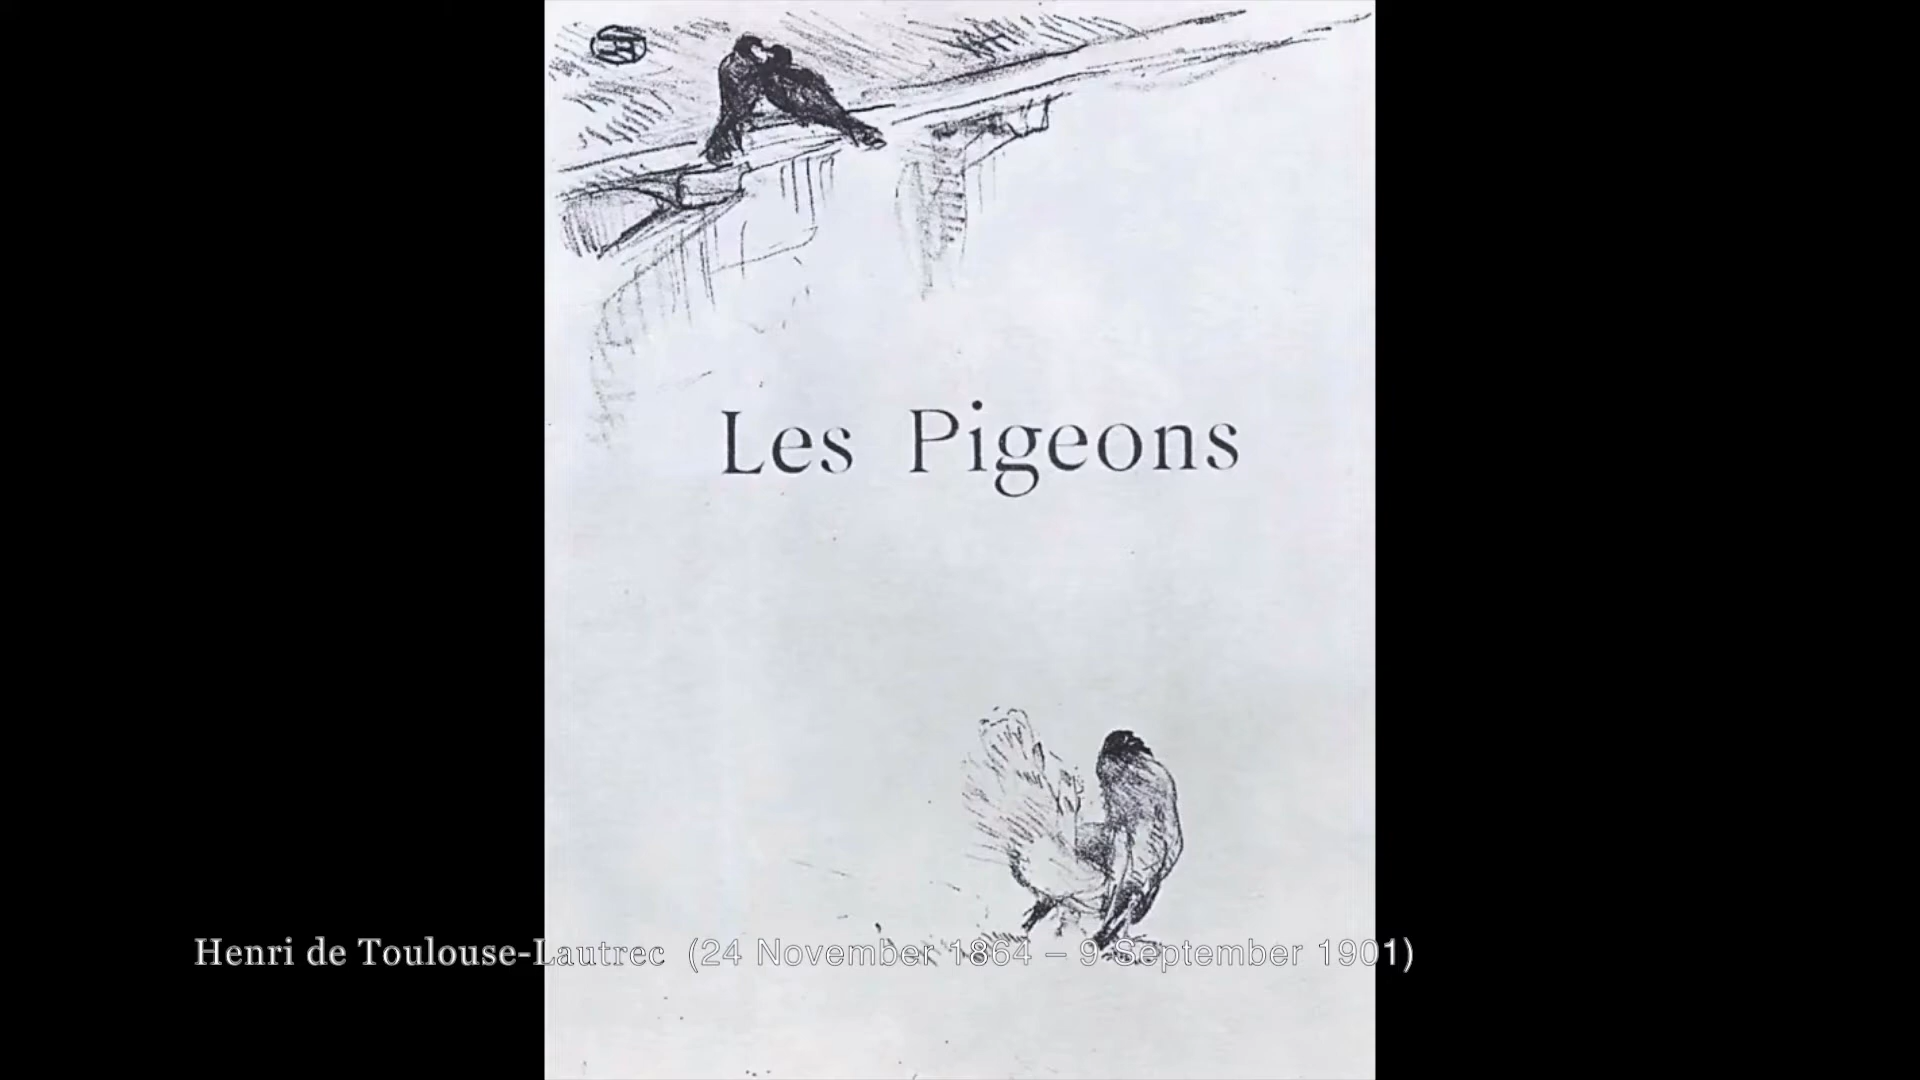 Les Pigeons
Henri de Toulouse-Lautrec (24 November 1864 – 9 September 1901)